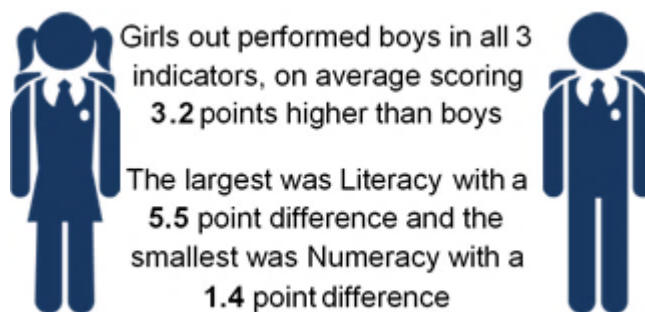 Girls out performed boys in all 3
indicators, on average scoring
3.2 points higher than boys
The largest was Literacy with a
5.5 point difference and the
smallest was Numeracy with a
1.4 point difference